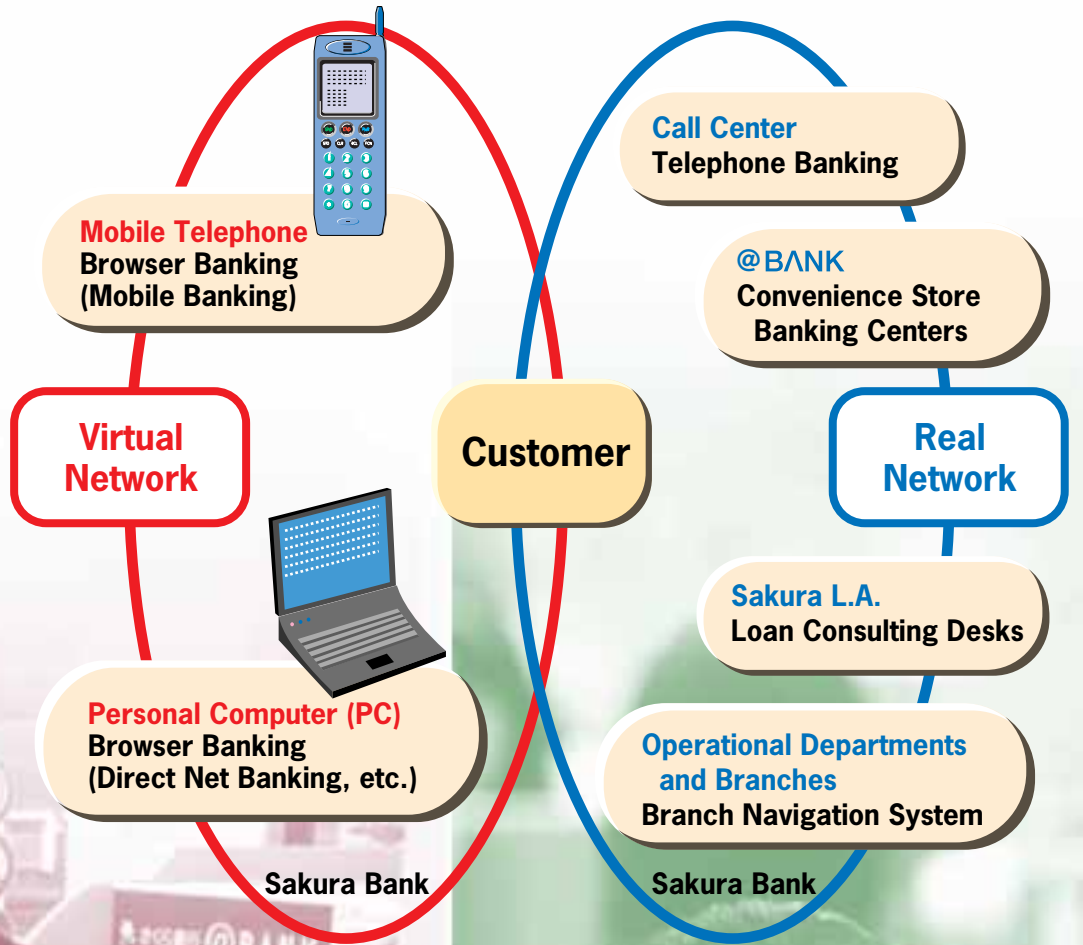 Mobile Telephone
Browser Banking
(Mobile Banking)
Virtual
Network
Personal Computer (PC)
Browser Banking
(Direct Net Banking, etc.)
Sakura Bank
Customer
Call Center
Telephone Banking
@BANK
Convenience Store
Banking Centers
Real
Network
Sakura L.A.
Loan Consulting Desks
Operational Departments
and Branches
Branch Navigation System
Sakura Bank
@BANK